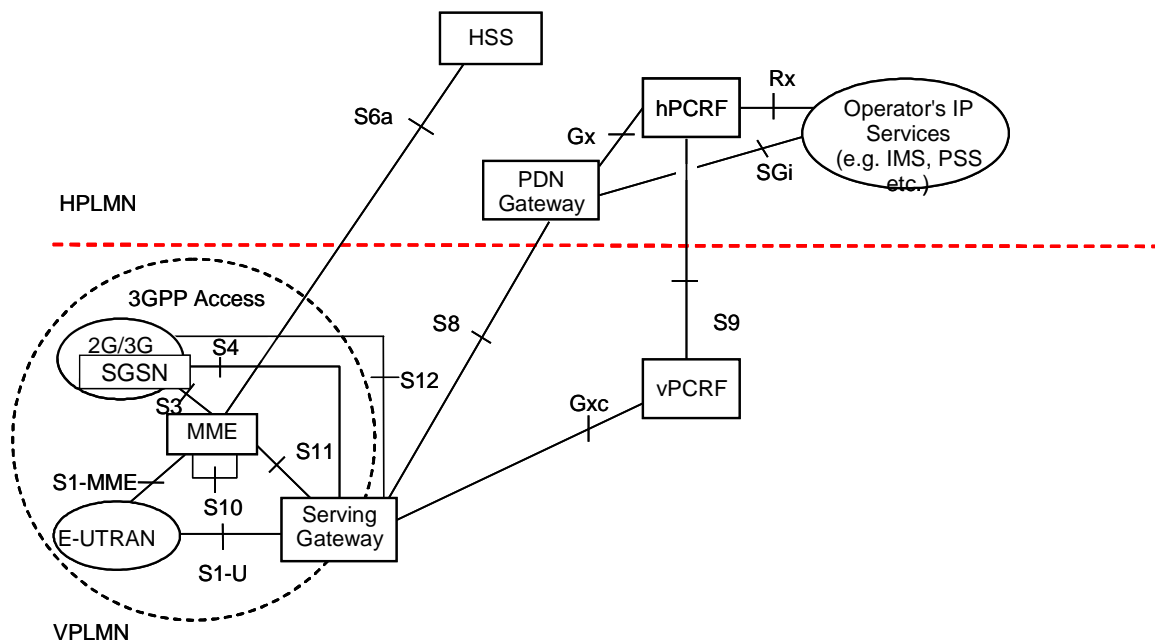 HSS
Rx
hPCRF
S6a
Operator's IP
Services
(e.g. IMS, PSS
etc.)
Gx
SGi
PDN
Gateway
HPLMN
3GPP Access
2G/3G
SGSN
S4
S8
S9
S12
S3
vPCRF
Gxc
MME
S11
S1-MME
S10
E-UTRAN
Serving
Gateway
S1-U
VPLMN